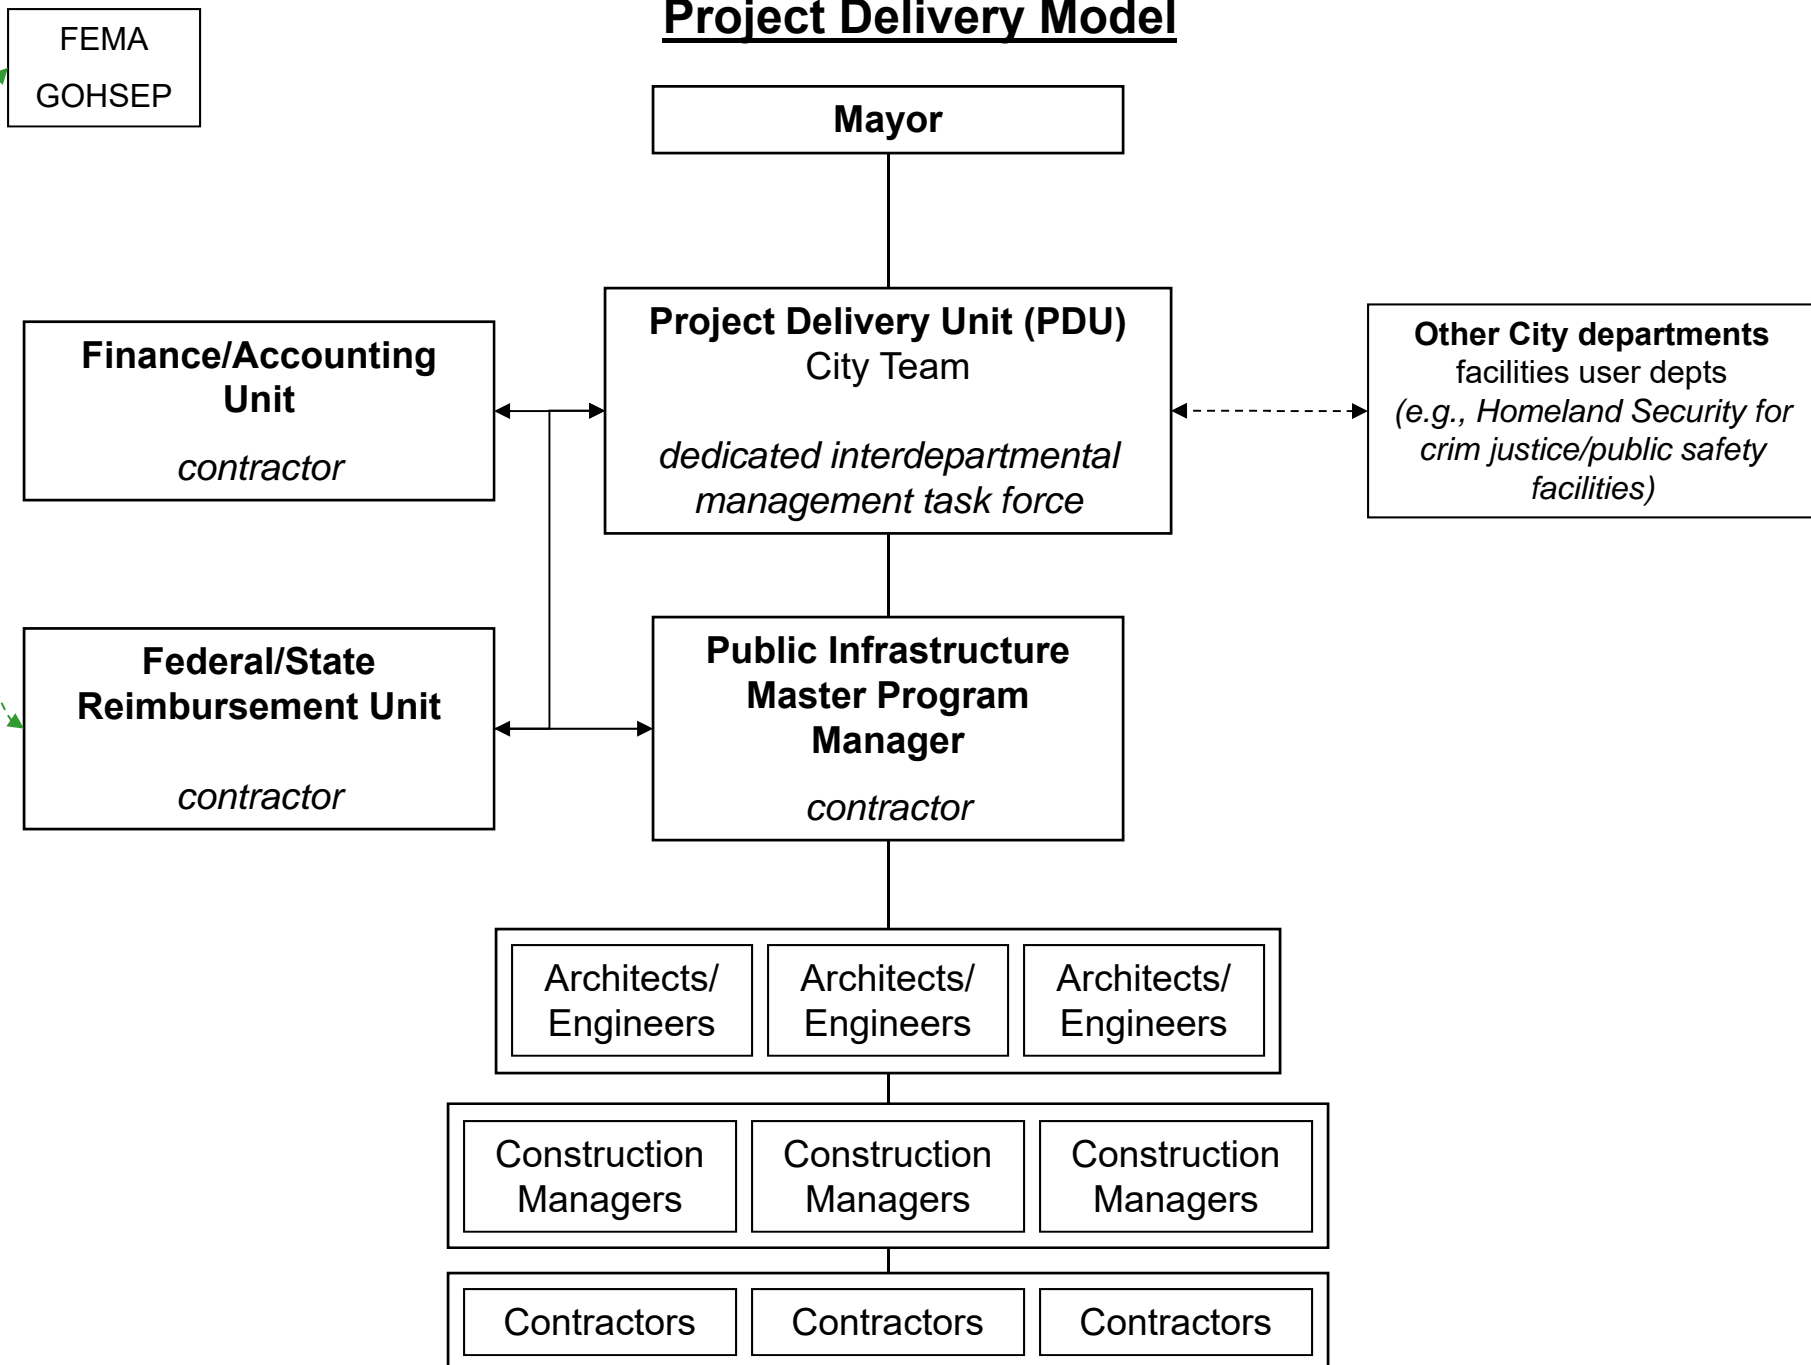 Project Delivery Model
FEMA
GOHSEP
Mayor
Finance/Accounting
Unit
contractor
Project Delivery Unit (PDU)
City Team
dedicated interdepartmental
management task force
Other City departments
facilities user depts
(e.g., Homeland Security for
crim justice/public safety
facilities)
Federal/State
Reimbursement Unit
contractor
Public Infrastructure
Master Program
Manager
contractor
Architects/
Engineers
Architects/
Engineers
Architects/
Engineers
Construction
Managers
Construction
Managers
Construction
Managers
Contractors
Contractors
Contractors